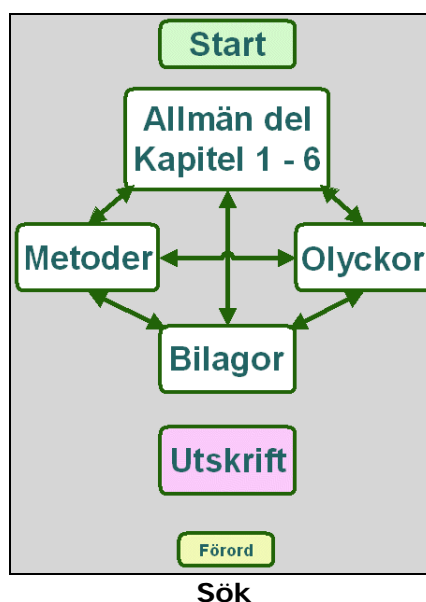 Start
Allmän del
Kapitel 1 - 6
Metoder
Olyckor
Bilagor
Utskrift
Förord
Sök